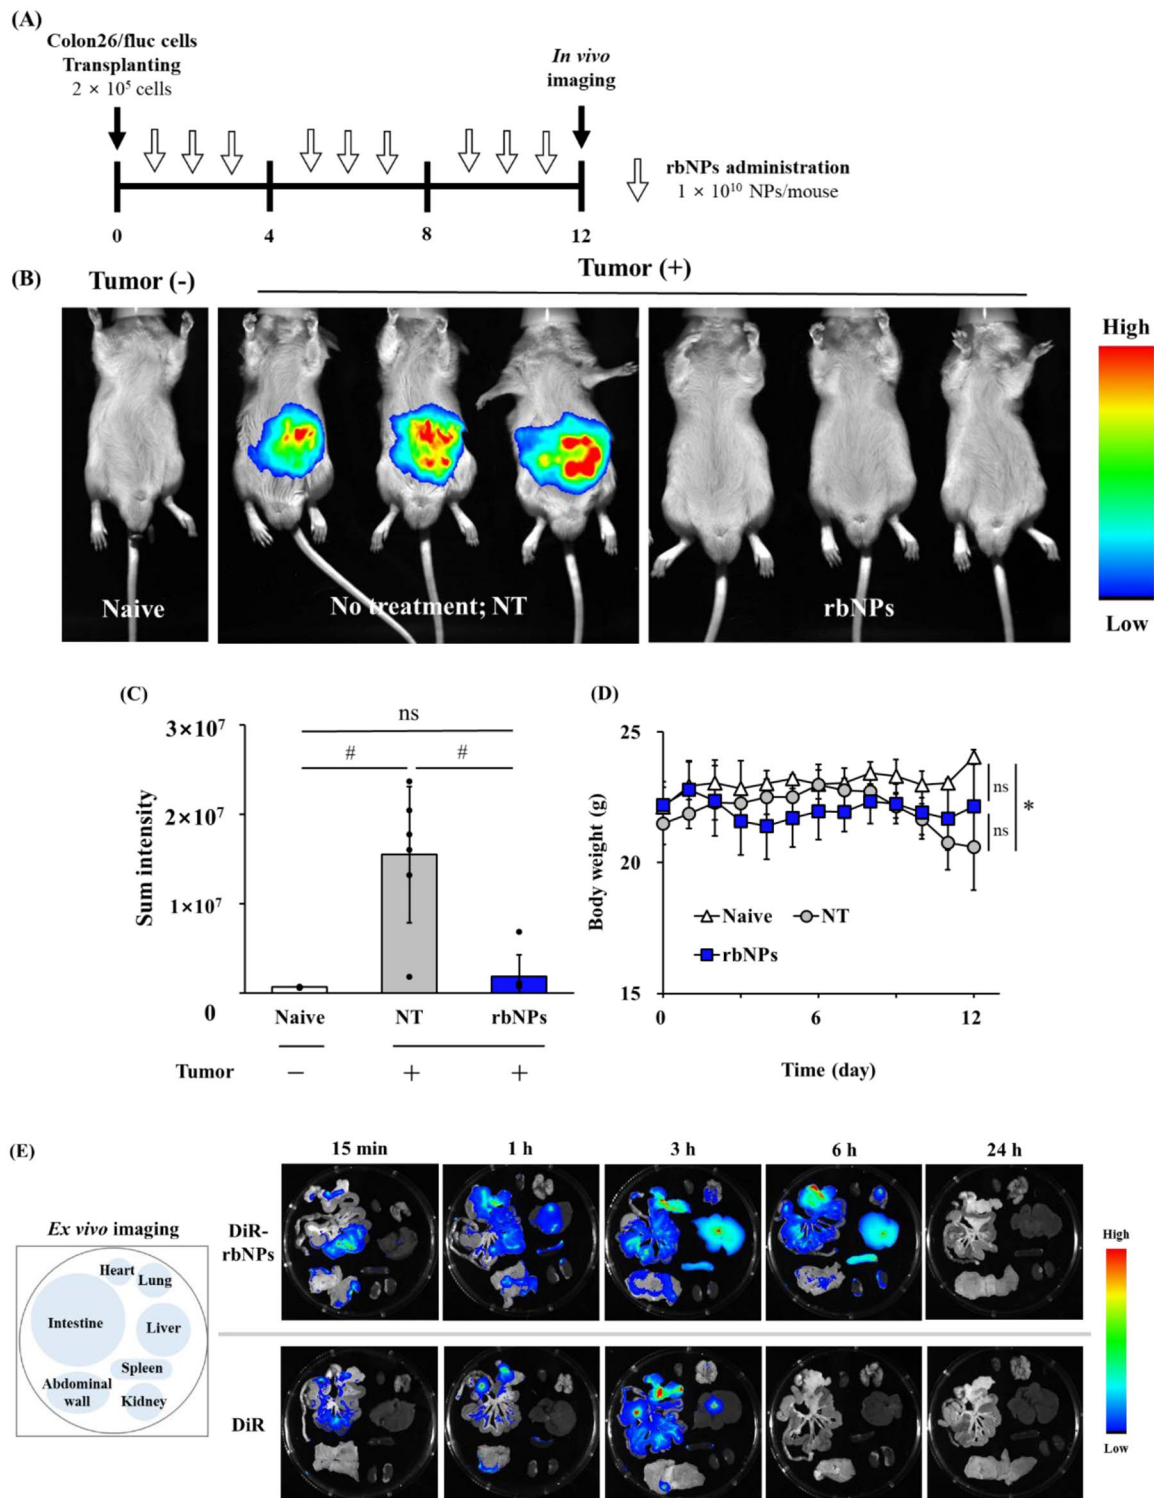 (A)
Colon26/fluc cells
Transplanting
2 × 10⁵ cells
In vivo
imaging
rbNPs administration
1 × 10¹⁰ NPs/mouse
0 4 8 12
(B)
Tumor (-)
Tumor (+)
Naive
No treatment; NT
rbNPs
High
Low
(C)
ns
# #
Sum intensity
3×10⁷
2×10⁷
1×10⁷
0
Naive NT rbNPs
Tumor − + +
(D)
Body weight (g)
25
20
15
ns
ns
*
Naive NT
rbNPs
0 6 12
Time (day)
(E)
15 min 1 h 3 h 6 h 24 h
Ex vivo imaging
Heart
Lung
Intestine
Liver
Spleen
Abdominal
wall
Kidney
DiR-
rbNPs
DiR
High
Low